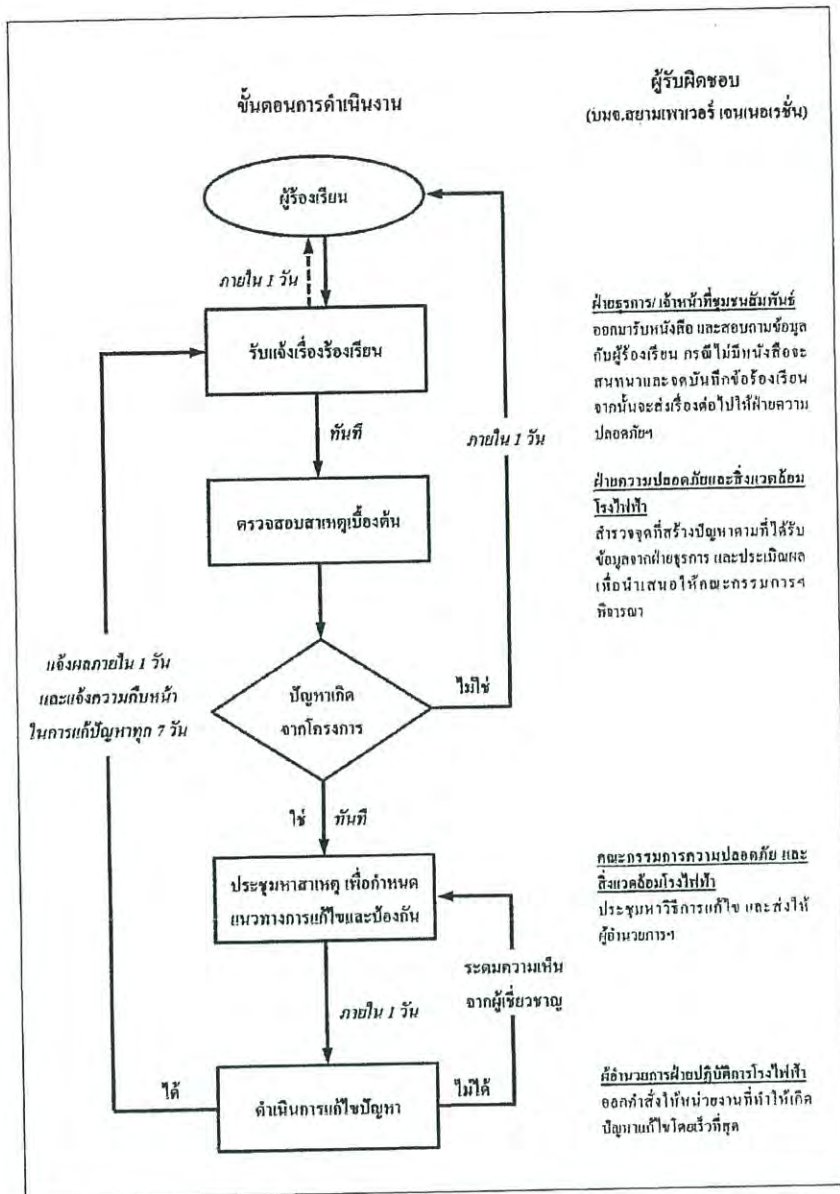 ขั้นตอนการดำเนินงาน
ผู้รับผิดชอบ
(บมจ.สยามเพาเวอร์ เจนเนอเรชั่น)
ผู้ร้องเรียน
ภายใน 1 วัน
รับแจ้งเรื่องร้องเรียน
ทันที
ตรวจสอบสาเหตุเบื้องต้น
ภายใน 1 วัน
ปัญหาเกิด
จากโครงการ
ไม่ใช่
แจ้งผลภายใน 1 วัน
และแจ้งความคืบหน้า
ในการแก้ปัญหาทุก 7 วัน
ใช่ ทันที
ประชุมหาสาเหตุ เพื่อกำหนด
แนวทางการแก้ไขและป้องกัน
ระดมความเห็น
จากผู้เชี่ยวชาญ
ภายใน 1 วัน
ได้
ดำเนินการแก้ไขปัญหา
ไม่ได้
ฝ่ายธุรการ/เจ้าหน้าที่ชุมชนสัมพันธ์
ออกมารับหนังสือ และสอบถามข้อมูล
กับผู้ร้องเรียน กรณีไม่มีหนังสือจะ
สนทนาและจดบันทึกข้อร้องเรียน
จากนั้นจะส่งเรื่องต่อไปให้ฝ่ายความ
ปลอดภัยฯ
ฝ่ายความปลอดภัยและสิ่งแวดล้อม
โรงไฟฟ้า
สำรวจจุดที่สร้างปัญหาตามที่ได้รับ
ข้อมูลจากฝ่ายธุรการ และประเมินผล
เพื่อนำเสนอให้คณะกรรมการฯ
พิจารณา
คณะกรรมการความปลอดภัย และ
สิ่งแวดล้อมโรงไฟฟ้า
ประชุมหาวิธีการแก้ไข และส่งให้
ผู้อำนวยการฯ
ผู้อำนวยการฝ่ายปฏิบัติการโรงไฟฟ้า
ออกคำสั่งให้หน่วยงานที่ทำให้เกิด
ปัญหาแก้ไขโดยเร็วที่สุด